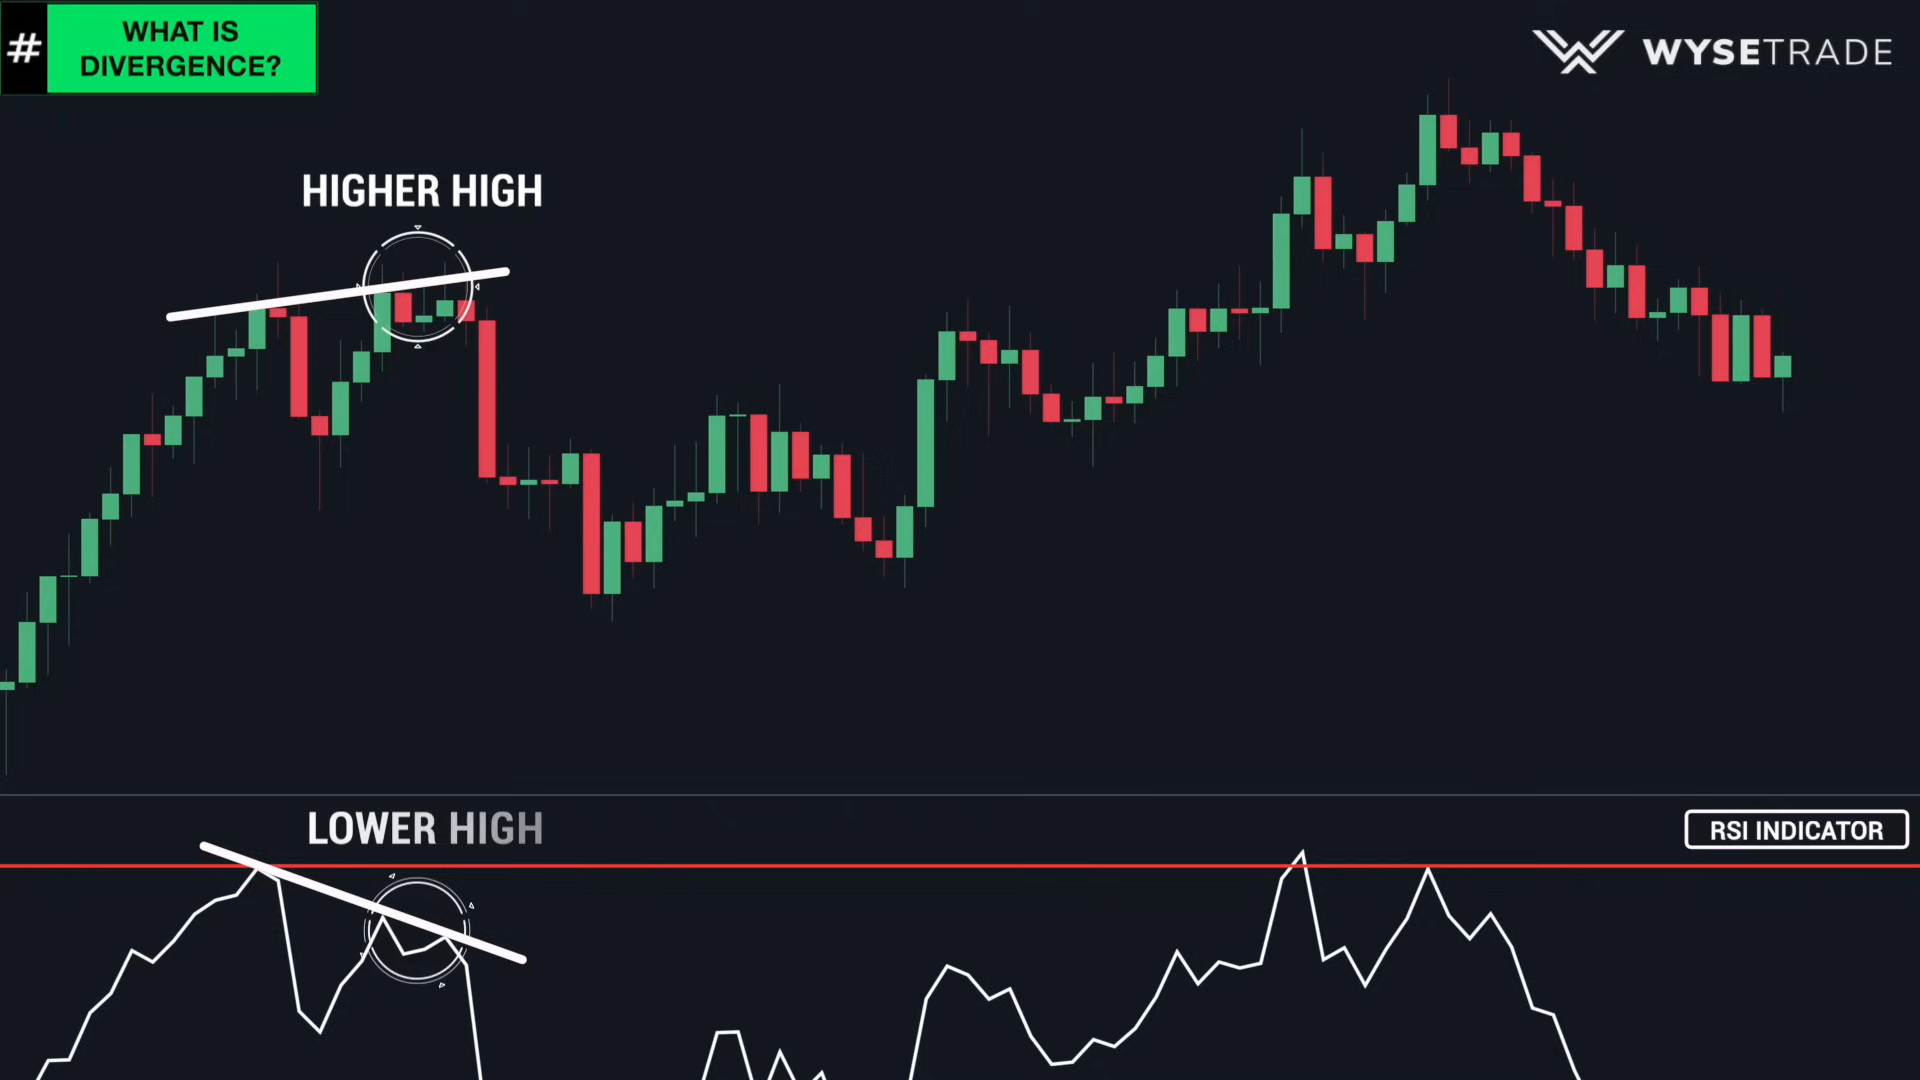 #
WHAT IS
DIVERGENCE?
WYSETRADE
HIGHER HIGH
LOWER HIGH
RSI INDICATOR